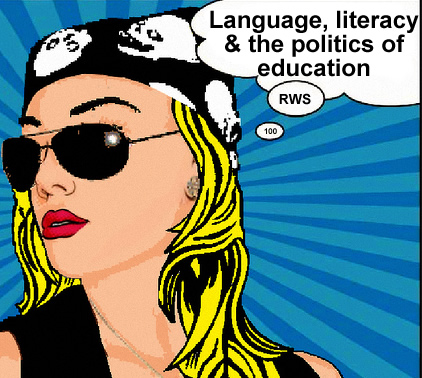 Language, literacy
& the politics of
education
RWS
100